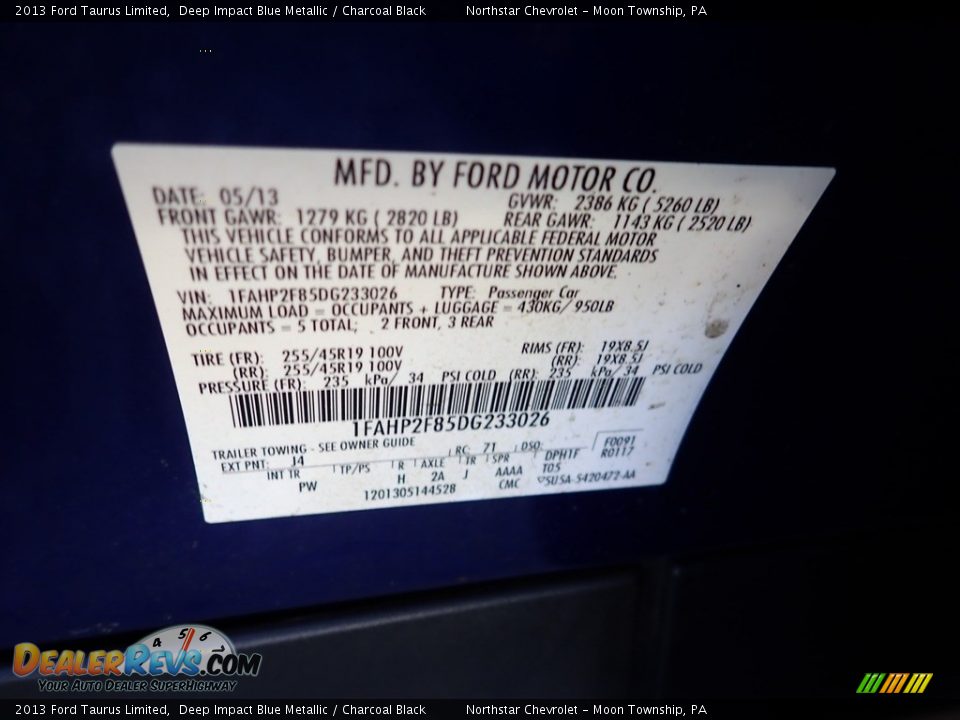 2013 Ford Taurus Limited, Deep Impact Blue Metallic / Charcoal Black Northstar Chevrolet - Moon Township, PA
MFD. BY FORD MOTOR CO.
DATE: 05/13 GVWR: 2386 KG ( 5260 LB)
FRONT GAWR: 1279 KG ( 2820 LB) REAR GAWR: 1143 KG ( 2520 LB)
THIS VEHICLE CONFORMS TO ALL APPLICABLE FEDERAL MOTOR
VEHICLE SAFETY, BUMPER, AND THEFT PREVENTION STANDARDS
IN EFFECT ON THE DATE OF MANUFACTURE SHOWN ABOVE.
VIN: 1FAHP2F85DG233026 TYPE: Passenger Car
MAXIMUM LOAD = OCCUPANTS + LUGGAGE = 430KG/ 950LB
OCCUPANTS = 5 TOTAL; 2 FRONT, 3 REAR
TIRE (FR): 255/45R19 100V RIMS (FR): 19X8.5J
(RR): 255/45R19 100V (RR): 19X8.5J
PRESSURE (FR): 235 kPa/ 34 PSI COLD (RR): 235 kPa/ 34 PSI COLD
1FAHP2F85DG233026
TRAILER TOWING - SEE OWNER GUIDE
EXT PNT: J4 RC: 71 DSO: F0091
INT TR TP/PS R AXLE TR SPR DPH1F R0117
PW H 2A J AAAA T05
1201305144528 CMC 5U5A-5420472-AA
4 5 6
DEALERREVS.COM
YOUR AUTO DEALER SUPERHIGHWAY
2013 Ford Taurus Limited, Deep Impact Blue Metallic / Charcoal Black Northstar Chevrolet - Moon Township, PA